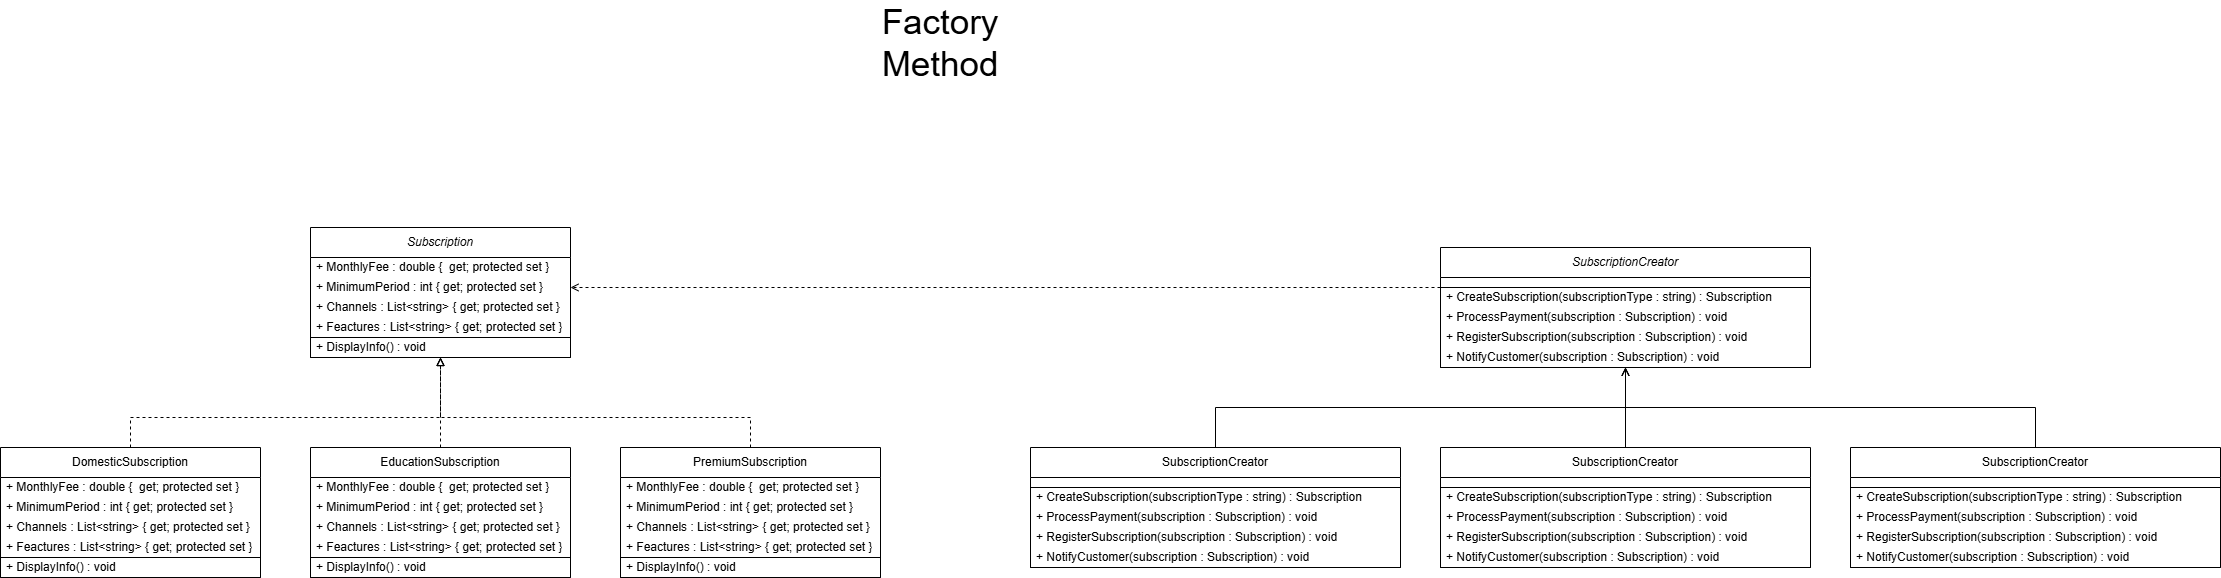 Factory
Method
Subscription
+ MonthlyFee : double {  get; protected set }
+ MinimumPeriod : int { get; protected set }
+ Channels : List<string> { get; protected set }
+ Feactures : List<string> { get; protected set }
+ DisplayInfo() : void
SubscriptionCreator
+ CreateSubscription(subscriptionType : string) : Subscription
+ ProcessPayment(subscription : Subscription) : void
+ RegisterSubscription(subscription : Subscription) : void
+ NotifyCustomer(subscription : Subscription) : void
DomesticSubscription
+ MonthlyFee : double {  get; protected set }
+ MinimumPeriod : int { get; protected set }
+ Channels : List<string> { get; protected set }
+ Feactures : List<string> { get; protected set }
+ DisplayInfo() : void
EducationSubscription
+ MonthlyFee : double {  get; protected set }
+ MinimumPeriod : int { get; protected set }
+ Channels : List<string> { get; protected set }
+ Feactures : List<string> { get; protected set }
+ DisplayInfo() : void
PremiumSubscription
+ MonthlyFee : double {  get; protected set }
+ MinimumPeriod : int { get; protected set }
+ Channels : List<string> { get; protected set }
+ Feactures : List<string> { get; protected set }
+ DisplayInfo() : void
SubscriptionCreator
+ CreateSubscription(subscriptionType : string) : Subscription
+ ProcessPayment(subscription : Subscription) : void
+ RegisterSubscription(subscription : Subscription) : void
+ NotifyCustomer(subscription : Subscription) : void
SubscriptionCreator
+ CreateSubscription(subscriptionType : string) : Subscription
+ ProcessPayment(subscription : Subscription) : void
+ RegisterSubscription(subscription : Subscription) : void
+ NotifyCustomer(subscription : Subscription) : void
SubscriptionCreator
+ CreateSubscription(subscriptionType : string) : Subscription
+ ProcessPayment(subscription : Subscription) : void
+ RegisterSubscription(subscription : Subscription) : void
+ NotifyCustomer(subscription : Subscription) : void